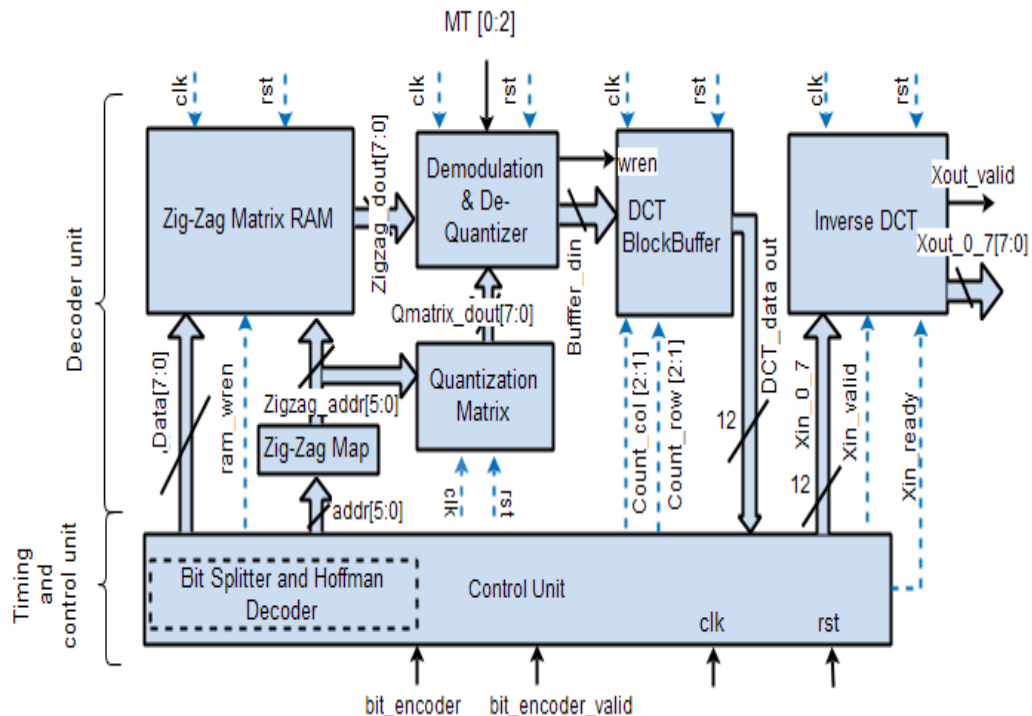 MT [0:2]
clk
rst
clk
rst
clk
rst
clk
rst
Decoder unit
Zig-Zag Matrix RAM
Zigzag_dout[7:0]
Demodulation
& De-
Quantizer
wren
Bufffer_din
DCT
BlockBuffer
DCT_data out
Inverse DCT
Xout_valid
Xout_0_7[7:0]
Qmatrix_dout[7:0]
Quantization
Matrix
,Data[7:0]
ram_wren
Zigzag_addr[5:0]
Zig-Zag Map
addr[5:0]
clk
rst
Count_col [2:1]
Count_row [2:1]
12
Xin_0_7
12
Xin_valid
Xin_ready
Timing
and
control unit
Bit Splitter and Hoffman
Decoder
Control Unit
clk
rst
bit_encoder
bit_encoder_valid